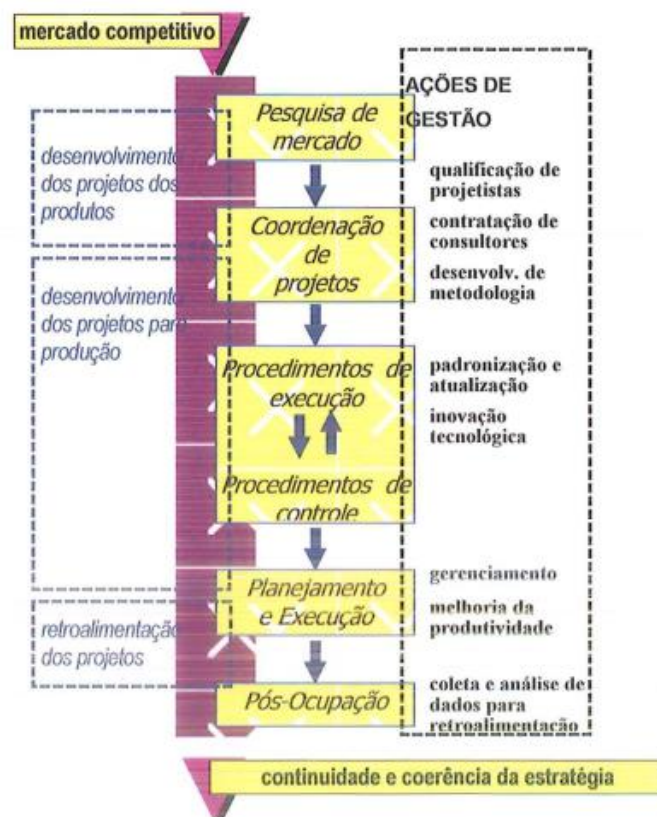 mercado competitivo
AÇÕES DE
GESTÃO
desenvolvimento
dos projetos dos
produtos
desenvolvimento
dos projetos para
produção
retroalimentação
dos projetos
Pesquisa de
mercado
Coordenação
de
projetos
Procedimentos de
execução
Procedimentos de
controle
Planejamento
e Execução
Pós-Ocupação
qualificação de
projetistas
contratação de
consultores
desenvolv. de
metodologia
padronização e
atualização
inovação
tecnológica
gerenciamento
melhoria da
produtividade
coleta e análise de
dados para
retroalimentação
continuidade e coerência da estratégia